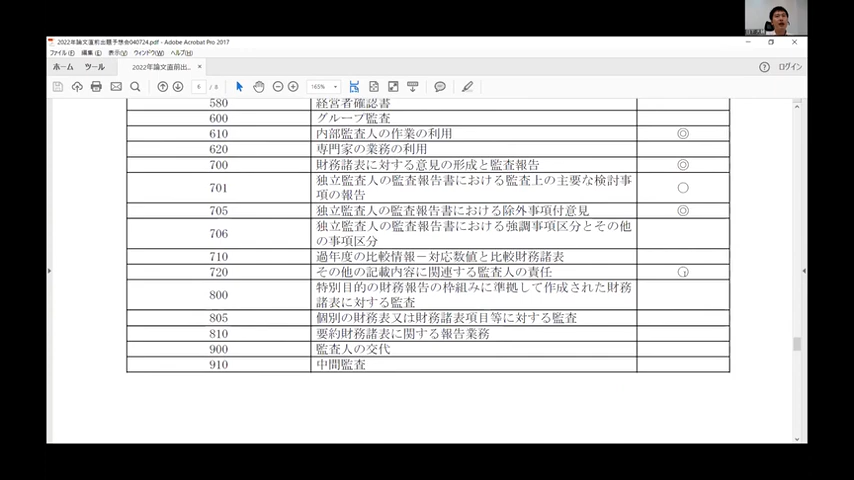 2022年論文直前出題予想会040724.pdf - Adobe Acrobat Pro 2017
ファイル(F) 編集(E) 表示(V) ウィンドウ(W) ヘルプ(H)
ホーム ツール 2022年論文直前出... × ログイン
6 / 8 165%
580 経営者確認書
600 グループ監査
610 内部監査人の作業の利用 ◎
620 専門家の業務の利用
700 財務諸表に対する意見の形成と監査報告 ◎
701 独立監査人の監査報告書における監査上の主要な検討事
項の報告 ○
705 独立監査人の監査報告書における除外事項付意見 ◎
706 独立監査人の監査報告書における強調事項区分とその他
の事項区分
710 過年度の比較情報－対応数値と比較財務諸表
720 その他の記載内容に関連する監査人の責任 ○
800 特別目的の財務報告の枠組みに準拠して作成された財務
諸表に対する監査
805 個別の財務表又は財務諸表項目等に対する監査
810 要約財務諸表に関する報告業務
900 監査人の交代
910 中間監査